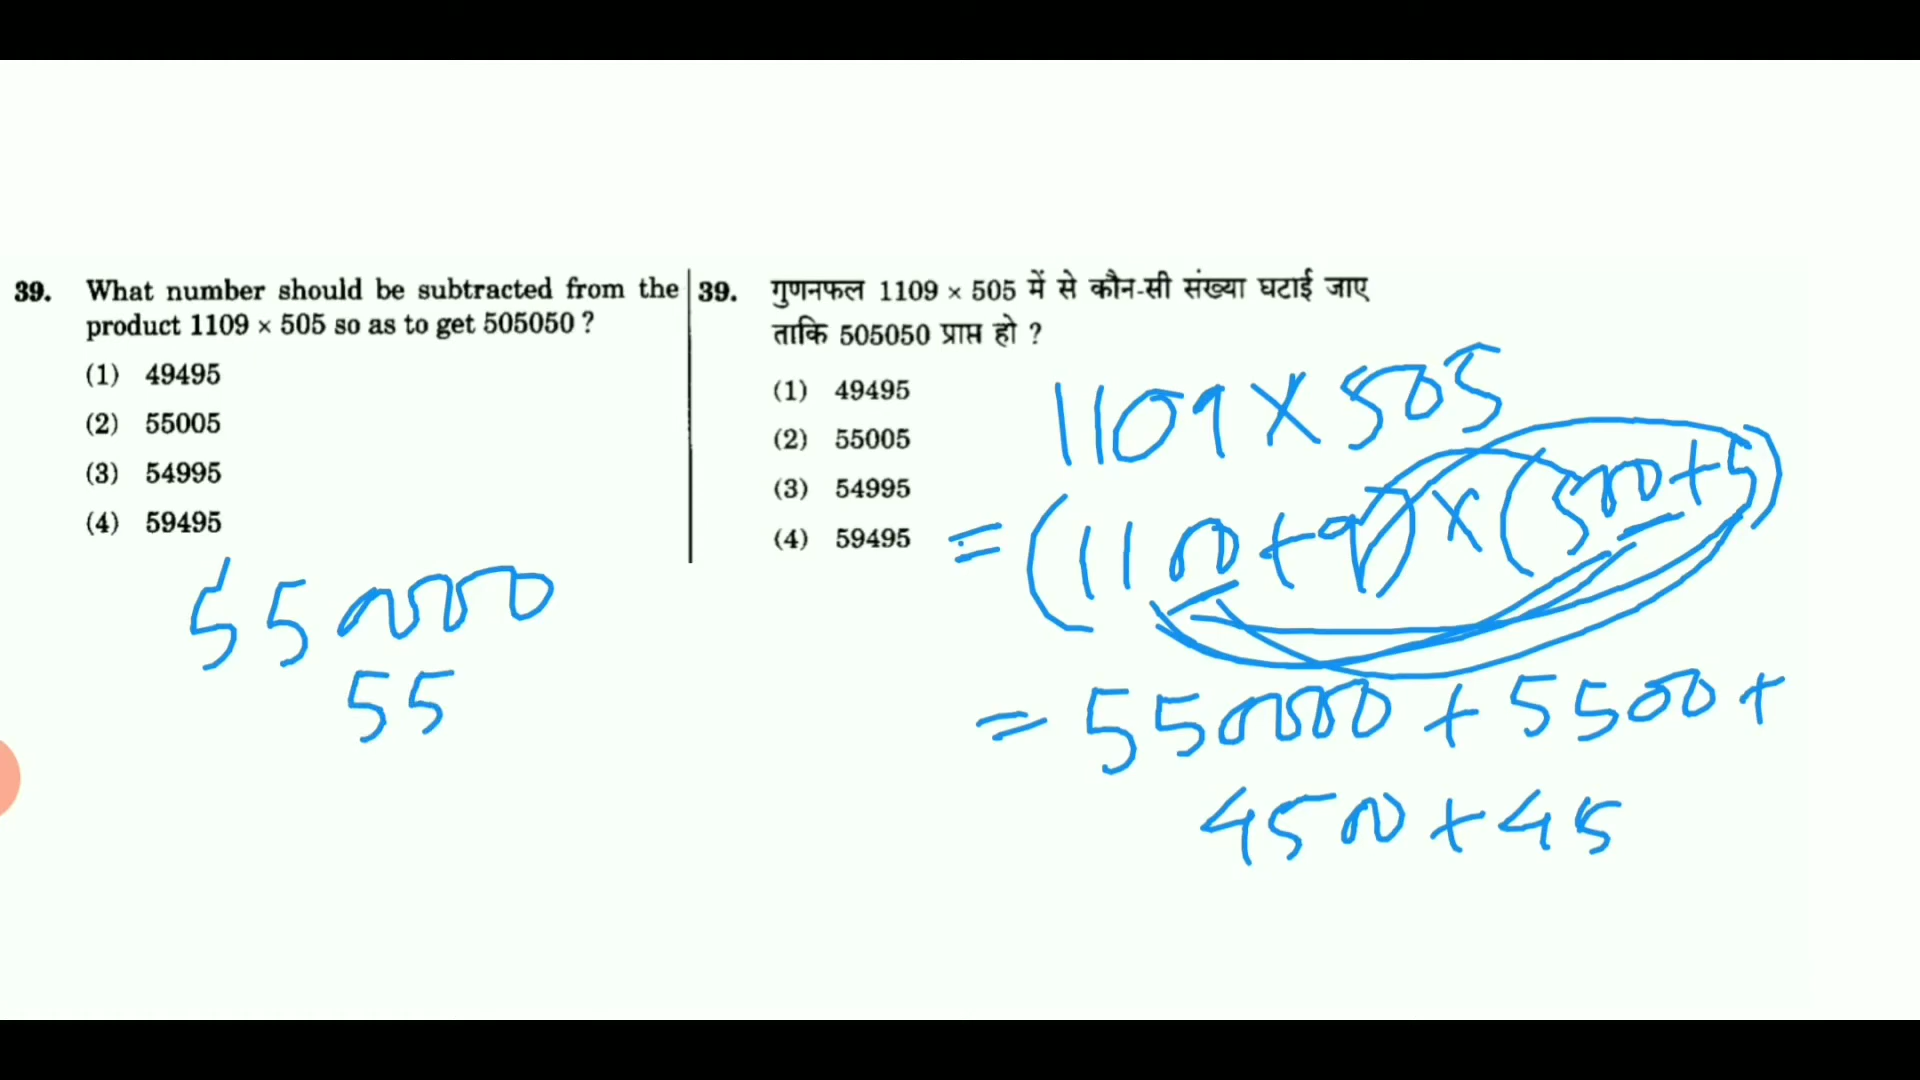 39. What number should be subtracted from the
product 1109 × 505 so as to get 505050 ?
(1) 49495
(2) 55005
(3) 54995
(4) 59495
550000
55
39. गुणनफल 1109 × 505 में से कौन-सी संख्या घटाई जाए
ताकि 505050 प्राप्त हो ?
(1) 49495
(2) 55005
(3) 54995
(4) 59495
1109 × 505
= (1100+9) × (500+5)
= 550000 + 5500 +
4500 + 45